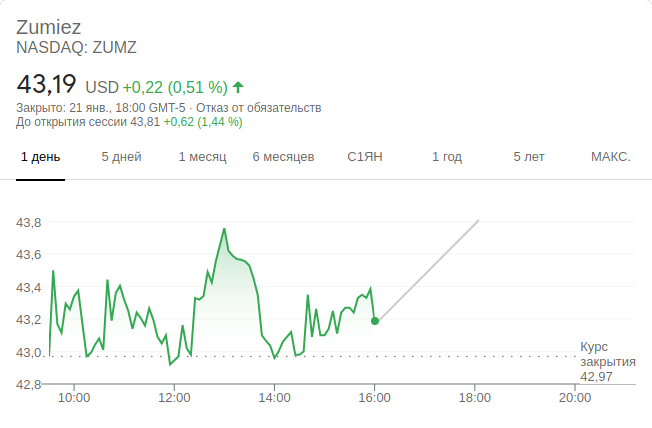 Zumiez
NASDAQ: ZUMZ
43,19 USD +0,22 (0,51 %)
Закрыто: 21 янв., 18:00 GMT-5 · Отказ от обязательств
До открытия сессии 43,81 +0,62 (1,44 %)
1 день 5 дней 1 месяц 6 месяцев С1ЯН 1 год 5 лет МАКС.
43,8
43,6
43,4
43,2
43,0
Курс
закрытия
42,97
42,8
10:00 12:00 14:00 16:00 18:00 20:00